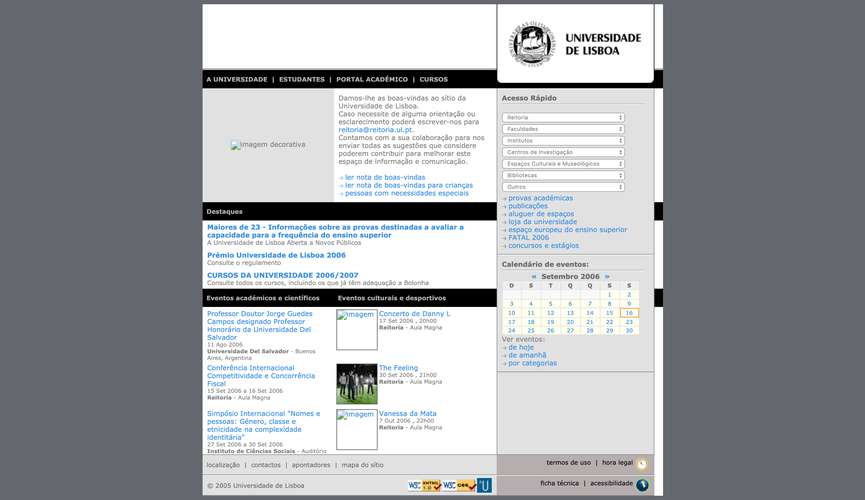 UNIVERSIDADE
DE LISBOA
A UNIVERSIDADE | ESTUDANTES | PORTAL ACADÉMICO | CURSOS
imagem decorativa
Damos-lhe as boas-vindas ao sítio da
Universidade de Lisboa.
Caso necessite de alguma orientação ou
esclarecimento poderá escrever-nos para
reitoria@reitoria.ul.pt.
Contamos com a sua colaboração para nos
enviar todas as sugestões que considere
poderem contribuir para melhorar este
espaço de informação e comunicação.
ler nota de boas-vindas
ler nota de boas-vindas para crianças
pessoas com necessidades especiais
Acesso Rápido
Reitoria
Faculdades
Institutos
Centros de Investigação
Espaços Culturais e Museológicos
Bibliotecas
Outros
provas académicas
publicações
aluguer de espaços
loja da universidade
espaço europeu do ensino superior
FATAL 2006
concursos e estágios
Destaques
Maiores de 23 - Informações sobre as provas destinadas a avaliar a
capacidade para a frequência do ensino superior
A Universidade de Lisboa Aberta a Novos Públicos
Prémio Universidade de Lisboa 2006
Consulte o regulamento
CURSOS DA UNIVERSIDADE 2006/2007
Consulte todos os cursos, incluindo os que já têm adequação a Bolonha
Eventos académicos e científicos
Professor Doutor Jorge Guedes
Campos designado Professor
Honorário da Universidade Del
Salvador
11 Ago 2006
Universidade Del Salvador - Buenos
Aires, Argentina
Conferência Internacional
Competitividade e Concorrência
Fiscal
15 Set 2006 a 16 Set 2006
Reitoria - Aula Magna
Simpósio Internacional "Nomes e
pessoas: Género, classe e
etnicidade na complexidade
identitária"
27 Set 2006 a 30 Set 2006
Instituto de Ciências Sociais - Auditório
Eventos culturais e desportivos
imagem
Concerto de Danny L
17 Set 2006 , 20h00
Reitoria - Aula Magna
The Feeling
30 Set 2006 , 21h00
Reitoria - Aula Magna
imagem
Vanessa da Mata
7 Out 2006 , 22h00
Reitoria - Aula Magna
Calendário de eventos:
« Setembro 2006 »
D S T Q Q S S
1 2
3 4 5 6 7 8 9
10 11 12 13 14 15 16
17 18 19 20 21 22 23
24 25 26 27 28 29 30
Ver eventos:
de hoje
de amanhã
por categorias
localização | contactos | apontadores | mapa do sítio
termos de uso | hora legal
© 2005 Universidade de Lisboa
W3C XHTML 1.0
W3C CSS
U
ficha técnica | acessibilidade